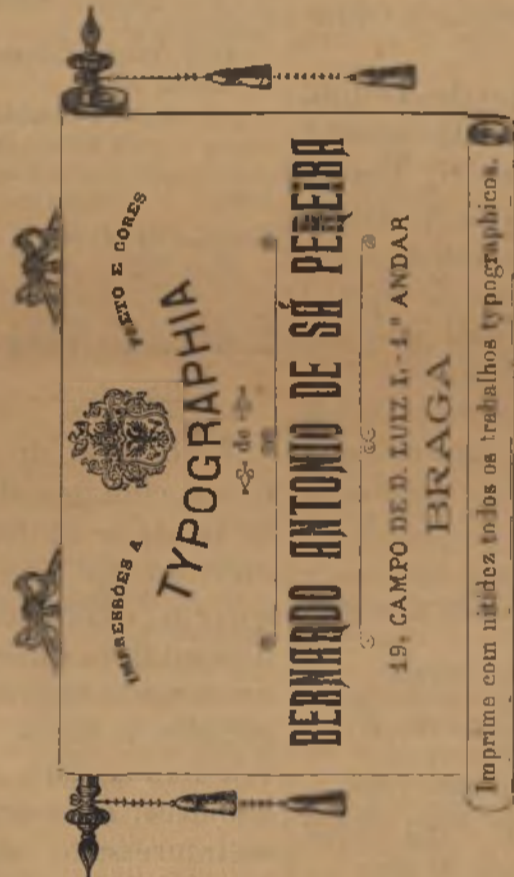 IMPRESSÕES A PRETO E CORES
TYPOGRAPHIA
de
BERNARDO ANTONIO DE SÁ PEREIRA
19, CAMPO DE D. LUIZ I, - 1.º ANDAR
BRAGA
Imprime com nitidez todos os trabalhos typographicos.